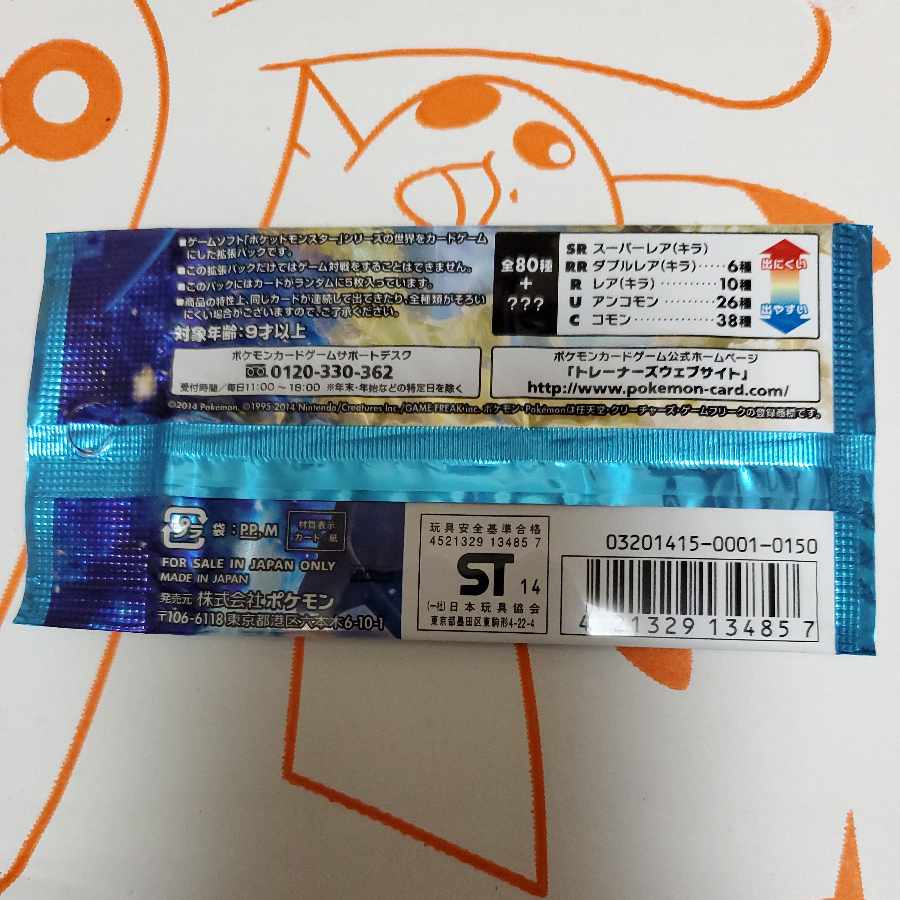 ■ゲームソフト「ポケットモンスター」シリーズの世界をカードゲーム
にした拡張パックです。
■この拡張パックだけではゲーム対戦をすることはできません。
■このパックにはカードがランダムに5枚入っています。
■商品の特性上、同じカードが連続して出てきたり、全種類がそろい
にくい場合がございますので、ご了承ください。
対象年齢:9才以上
全80種
+
???
SR スーパーレア(キラ)
RR ダブルレア(キラ)‥‥‥6種
R レア(キラ)‥‥‥‥10種
U アンコモン‥‥‥‥26種
C コモン‥‥‥‥‥‥38種
出にくい
出やすい
ポケモンカードゲームサポートデスク
0120-330-362
受付時間/毎日11:00〜18:00 ※年末・年始などの特定日を除く
ポケモンカードゲーム公式ホームページ
「トレーナーズウェブサイト」
http://www.pokemon-card.com/
©2014 Pokémon. ©1995-2014 Nintendo/Creatures Inc./GAME FREAK inc. ポケモン・Pokémonは任天堂・クリーチャーズ・ゲームフリークの登録商標です。
プラ 袋:PP,M
材質表示
カード:紙
FOR SALE IN JAPAN ONLY
MADE IN JAPAN
発売元 株式会社ポケモン
〒106-6118 東京都港区六本木6-10-1
玩具安全基準合格
4521329 13485 7
ST 14
(一社)日本玩具協会
東京都墨田区東駒形4-22-4
03201415-0001-0150
4 521329 134857